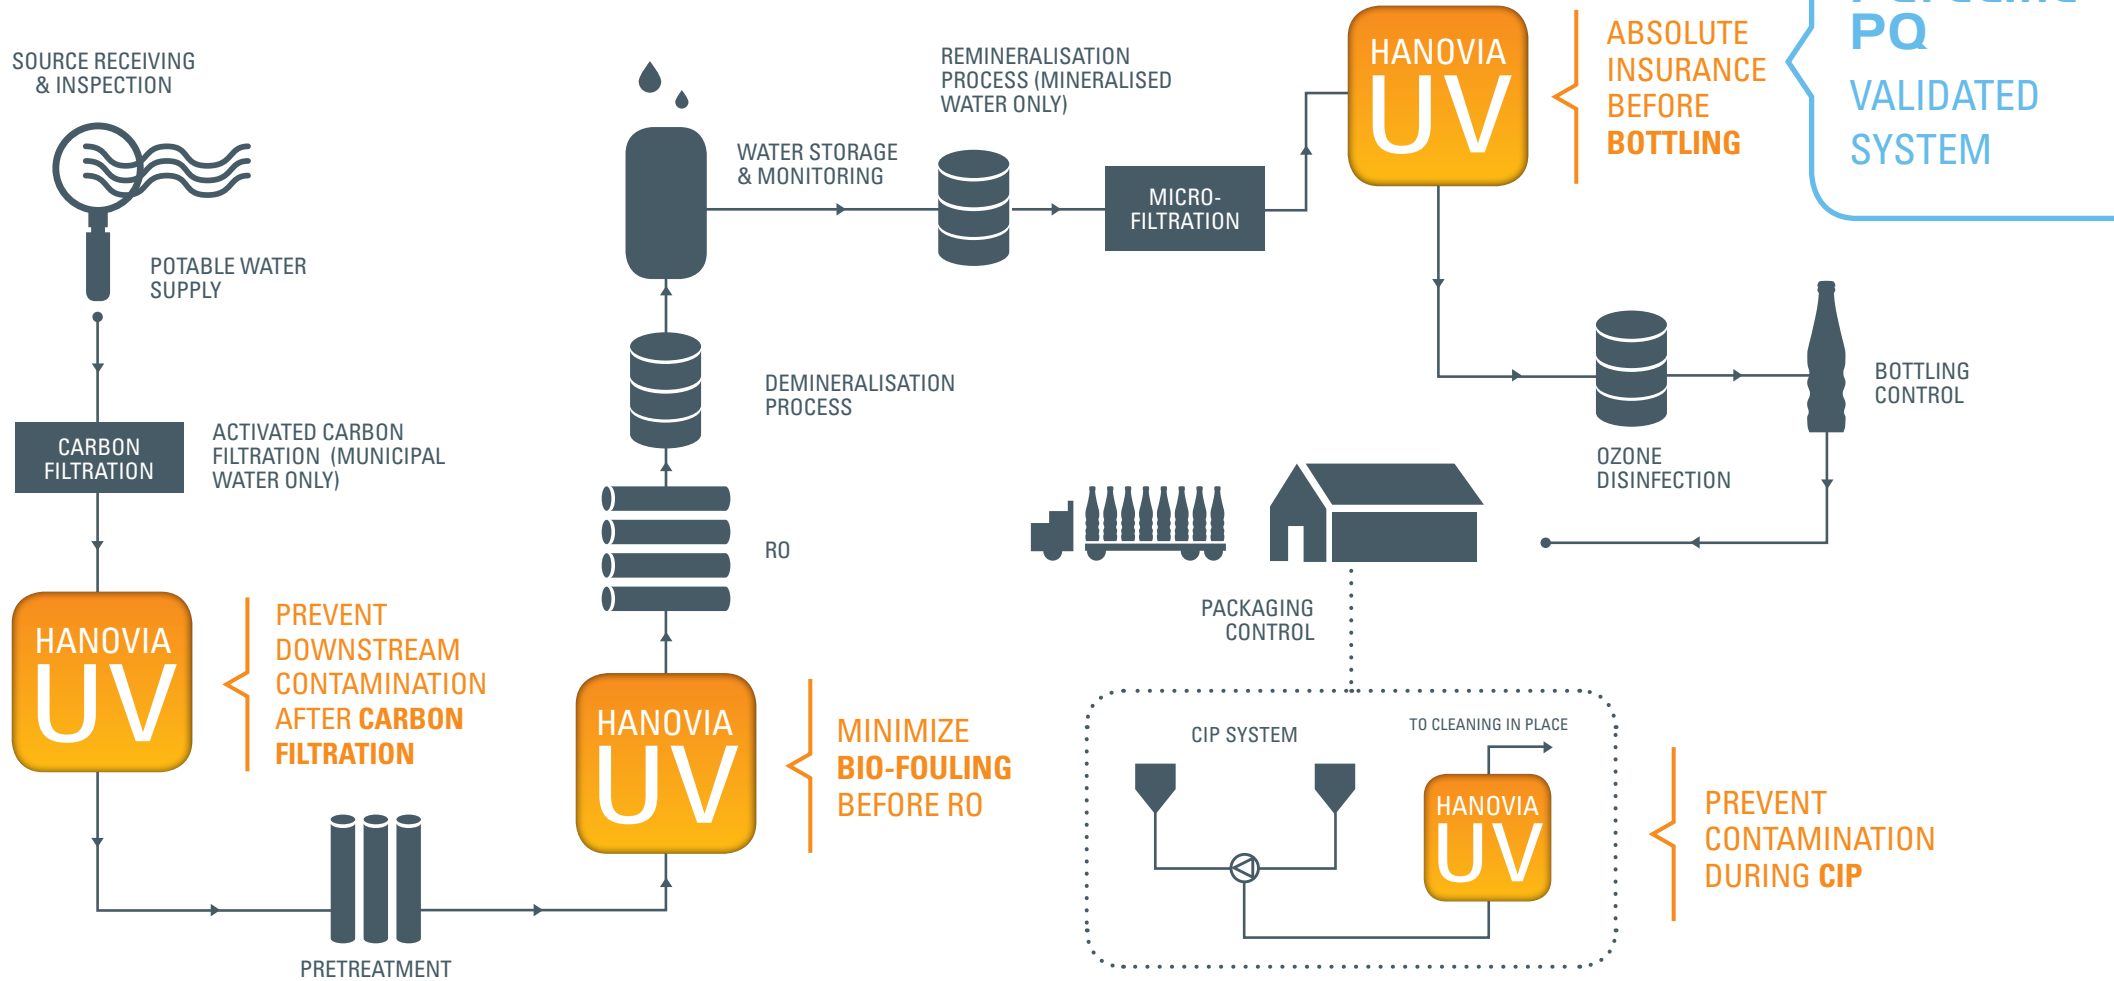 SOURCE RECEIVING
& INSPECTION
POTABLE WATER
SUPPLY
CARBON
FILTRATION
ACTIVATED CARBON
FILTRATION (MUNICIPAL
WATER ONLY)
HANOVIA
UV
PREVENT
DOWNSTREAM
CONTAMINATION
AFTER CARBON
FILTRATION
PRETREATMENT
HANOVIA
UV
MINIMIZE
BIO-FOULING
BEFORE RO
RO
DEMINERALISATION
PROCESS
WATER STORAGE
& MONITORING
REMINERALISATION
PROCESS (MINERALISED
WATER ONLY)
MICRO-
FILTRATION
HANOVIA
UV
ABSOLUTE
INSURANCE
BEFORE
BOTTLING
PQ
VALIDATED
SYSTEM
OZONE
DISINFECTION
BOTTLING
CONTROL
PACKAGING
CONTROL
CIP SYSTEM
TO CLEANING IN PLACE
HANOVIA
UV
PREVENT
CONTAMINATION
DURING CIP